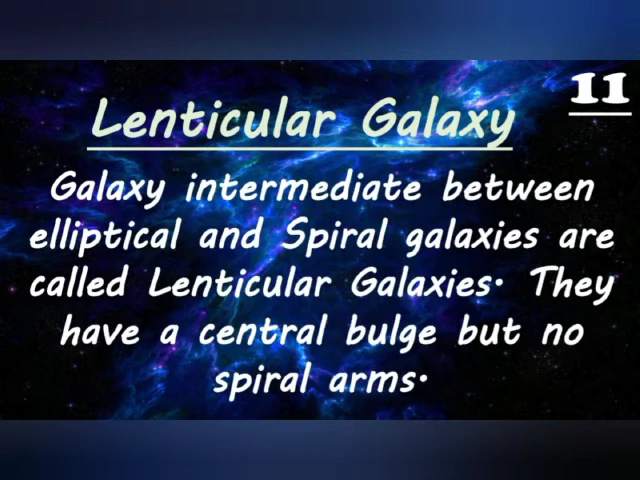 11
Lenticular Galaxy
Galaxy intermediate between
elliptical and Spiral galaxies are
called Lenticular Galaxies. They
have a central bulge but no
spiral arms.